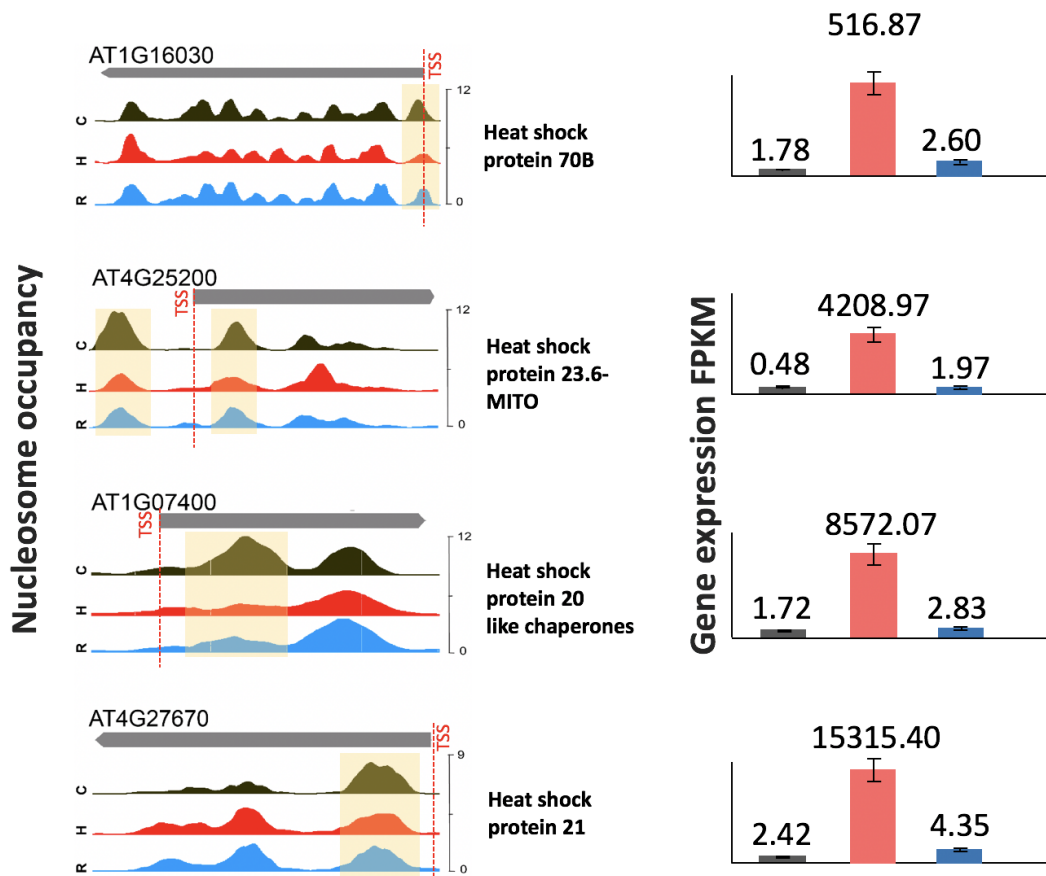 Nucleosome occupancy
AT1G16030
TSS
C
H
R
12
0
Heat shock
protein 70B
AT4G25200
TSS
C
H
R
12
0
Heat shock
protein 23.6-
MITO
AT1G07400
TSS
C
H
R
12
0
Heat shock
protein 20
like chaperones
AT4G27670
TSS
C
H
R
9
0
Heat shock
protein 21
Gene expression FPKM
516.87
1.78
2.60
4208.97
0.48
1.97
8572.07
1.72
2.83
15315.40
2.42
4.35